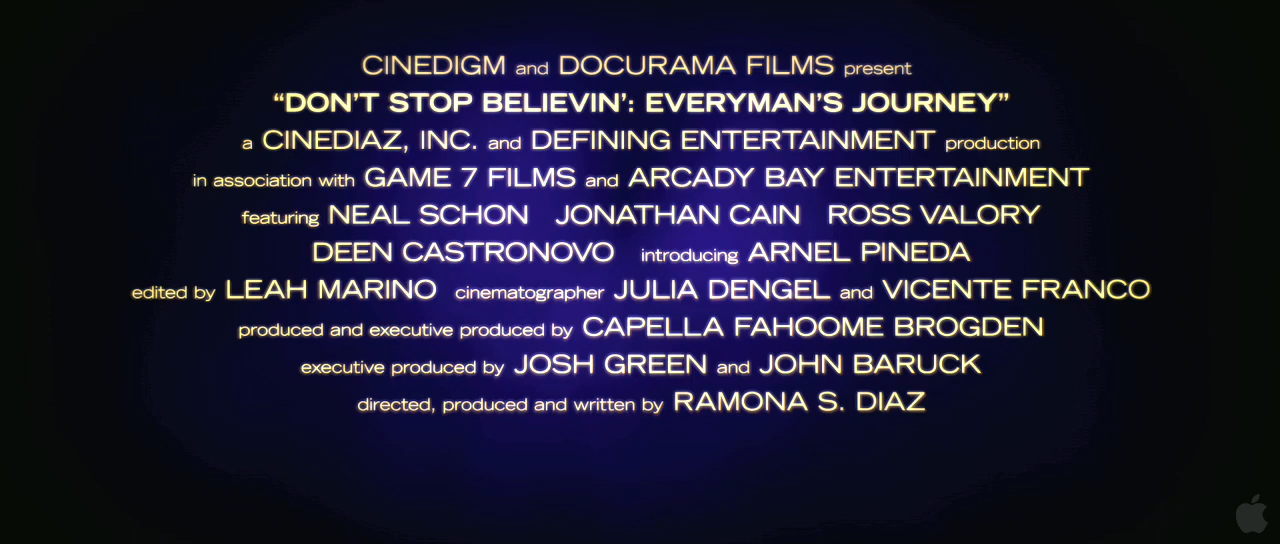 CINEDIGM and DOCURAMA FILMS present
“DON’T STOP BELIEVIN’: EVERYMAN’S JOURNEY”
a CINEDIAZ, INC. and DEFINING ENTERTAINMENT production
in association with GAME 7 FILMS and ARCADY BAY ENTERTAINMENT
featuring NEAL SCHON JONATHAN CAIN ROSS VALORY
DEEN CASTRONOVO introducing ARNEL PINEDA
edited by LEAH MARINO cinematographer JULIA DENGEL and VICENTE FRANCO
produced and executive produced by CAPELLA FAHOOME BROGDEN
executive produced by JOSH GREEN and JOHN BARUCK
directed, produced and written by RAMONA S. DIAZ